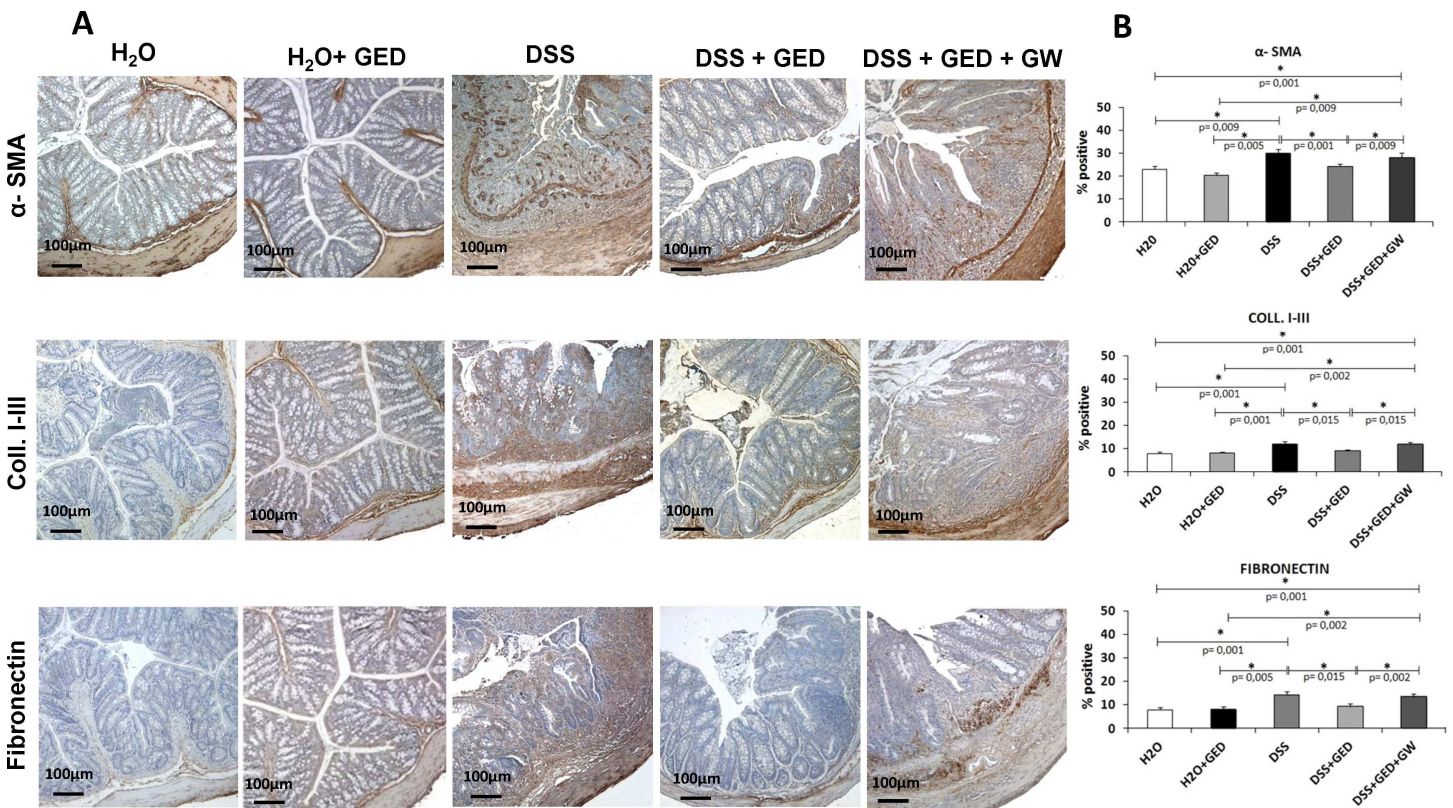 A
H₂O
H₂O+ GED
DSS
DSS + GED
DSS + GED + GW
α- SMA
100µm
100µm
100µm
100µm
100µm
Coll. I-III
100µm
100µm
100µm
100µm
100µm
Fibronectin
100µm
100µm
100µm
100µm
100µm
B
α- SMA
*
p= 0,001
*
p= 0,009
*
p= 0,009
*
p= 0,005
*
p= 0,001
*
p= 0,009
% positive
50
40
30
20
10
0
H20
H20+GED
DSS
DSS+GED
DSS+GED+GW
COLL. I-III
*
p= 0,001
*
p= 0,002
*
p= 0,001
*
p= 0,001
*
p= 0,015
*
p= 0,015
% positive
50
40
30
20
10
0
H2O
H2O+GED
DSS
DSS+GED
DSS+GED+GW
FIBRONECTIN
*
p= 0,001
*
p= 0,002
*
p= 0,001
*
p= 0,005
*
p= 0,015
*
p= 0,002
% positive
50
40
30
20
10
0
H2O
H2O+GED
DSS
DSS+GED
DSS+GED+GW